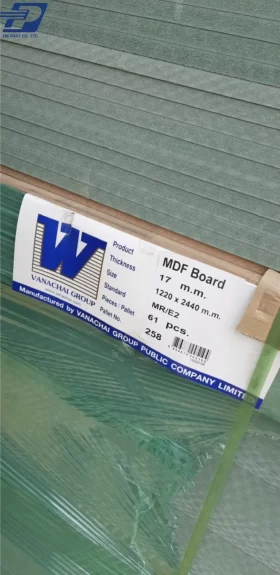 VANACHAI GROUP
Product MDF Board
Thickness 17 m.m.
Size 1220 x 2440 m.m.
Standard MR/E2
Pieces / Pallet 61 pcs.
Pallet No. 258
Manufactured by VANACHAI GROUP PUBLIC COMPANY LIMITE